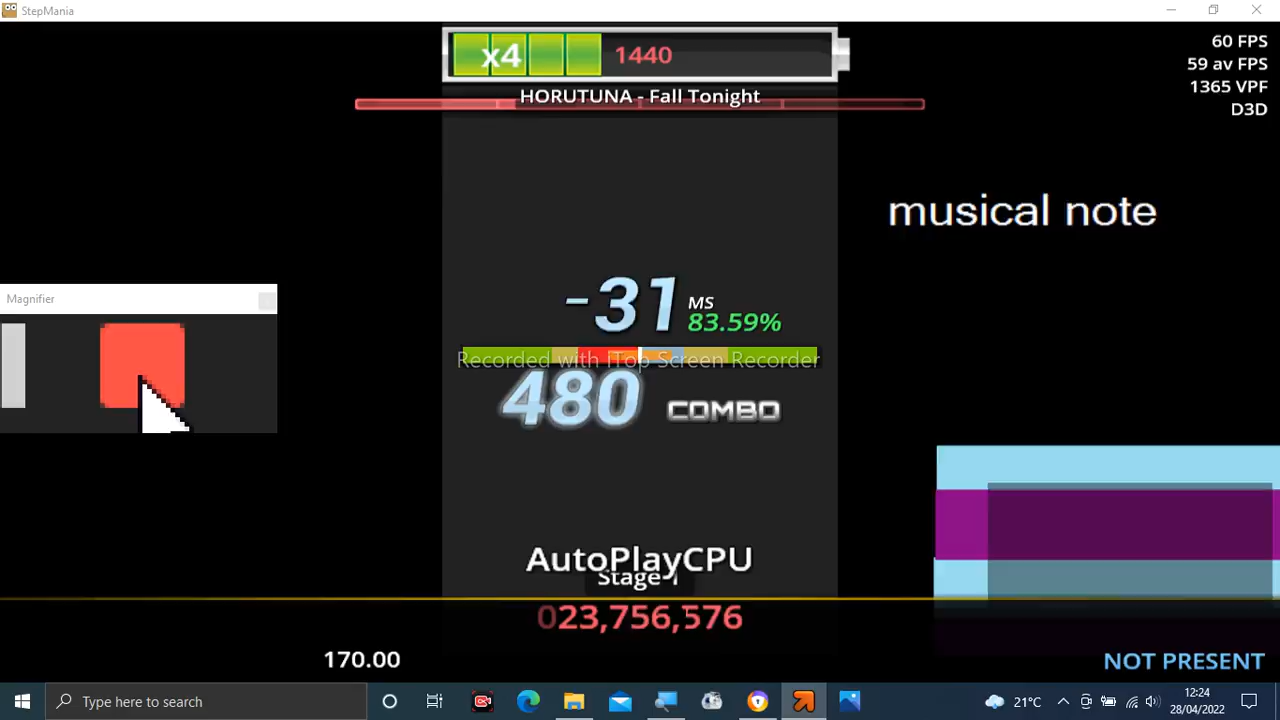 StepMania
x4 1440
60 FPS
59 av FPS
1365 VPF
D3D
HORUTUNA - Fall Tonight
musical note
Magnifier
-31 MS
83.59%
Recorded with iTop Screen Recorder
480 COMBO
AutoPlayCPU
Stage 1
023,756,576
170.00
NOT PRESENT
Type here to search
21°C
12:24
28/04/2022